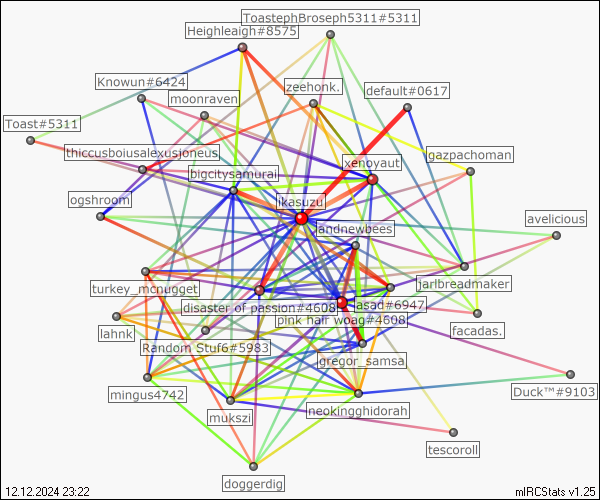 ToastephBroseph5311#5311
Heighleigh#8575
Knowun#6424
zeehonk.
default#0617
moonraven
Toast#5311
thiccusboiusalexusjoneus
xenoyaut
gazpachoman
bigcitysamurai
ogshroom
ikasuzu
avelicious
landnewbees
turkey_mcnugget
jarlbreadmaker
disaster of passion#4608
asad#6947
pink hair woag#4608
lahnk
facadas.
Random Stuf6#5983
gregor_samsa
mingus4742
Duck™#9103
mukszi
neokingghidorah
tescoroll
doggerdig
12.12.2024 23:22
mIRCStats v1.25